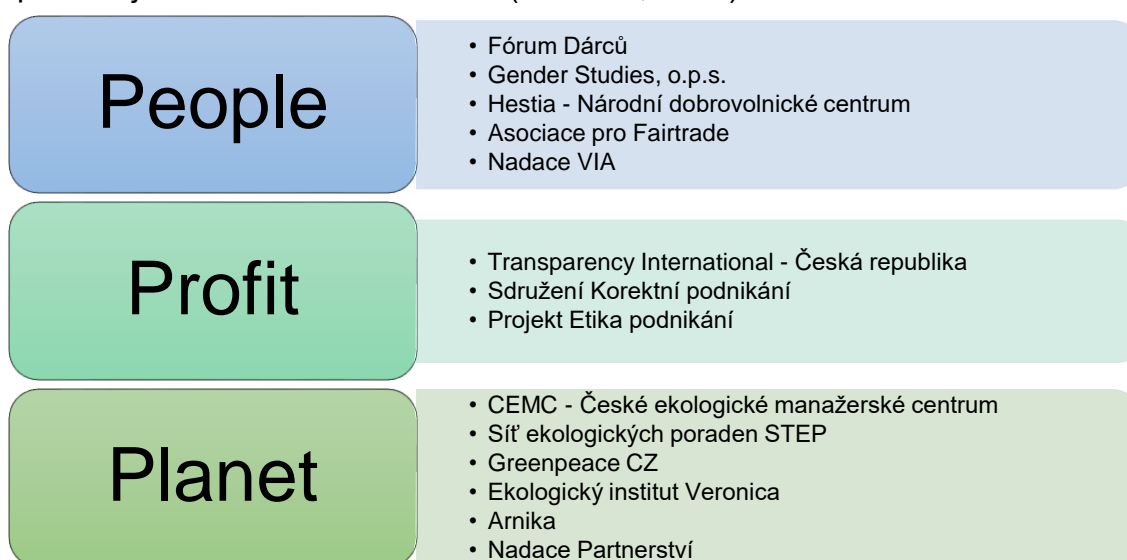 People
• Fórum Dárců
• Gender Studies, o.p.s.
• Hestia - Národní dobrovolnické centrum
• Asociace pro Fairtrade
• Nadace VIA
Profit
• Transparency International - Česká republika
• Sdružení Korektní podnikání
• Projekt Etika podnikání
Planet
• CEMC - České ekologické manažerské centrum
• Síť ekologických poraden STEP
• Greenpeace CZ
• Ekologický institut Veronica
• Arnika
• Nadace Partnerství